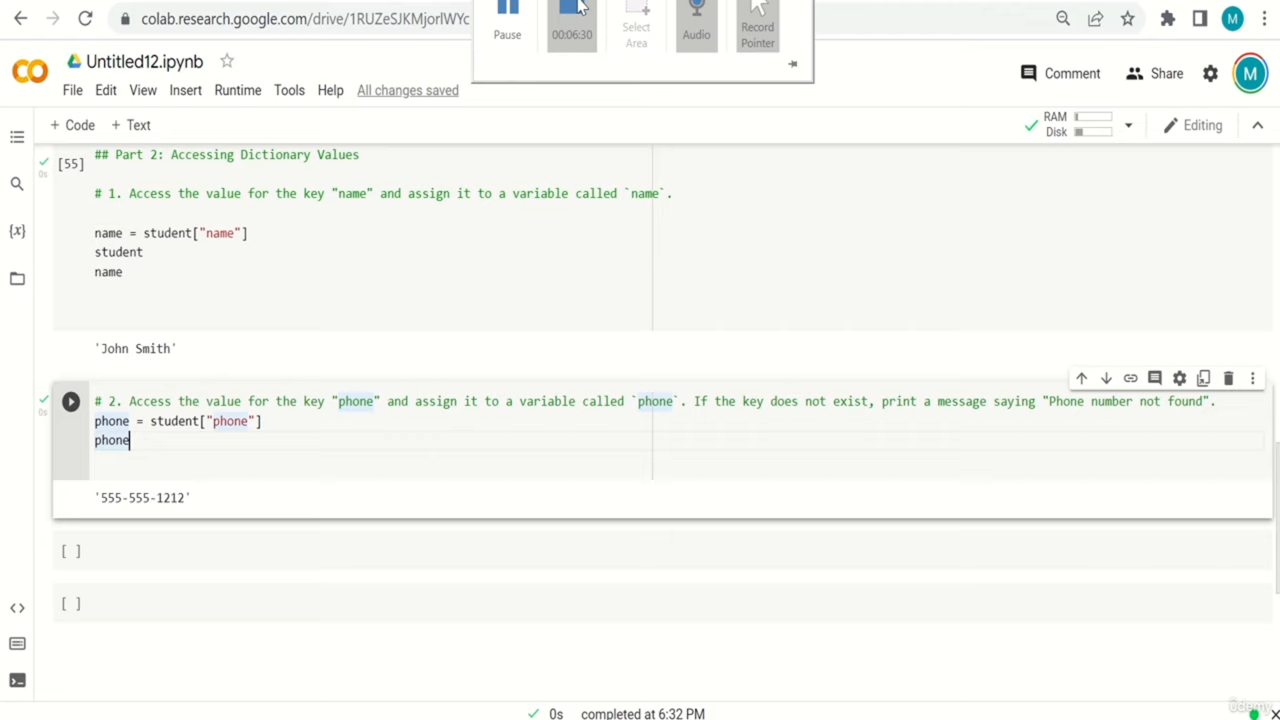 colab.research.google.com/drive/1RUZeSJKMjorlWYc
Pause
00:06:30
Select
Area
Audio
Record
Pointer
M
Untitled12.ipynb
Comment
Share
M
File Edit View Insert Runtime Tools Help All changes saved
+ Code + Text
RAM
Disk
Editing
[55]
0s
## Part 2: Accessing Dictionary Values
# 1. Access the value for the key "name" and assign it to a variable called `name`.
name = student["name"]
student
name
'John Smith'
0s
# 2. Access the value for the key "phone" and assign it to a variable called `phone`. If the key does not exist, print a message saying "Phone number not found".
phone = student["phone"]
phone
'555-555-1212'
[ ]
[ ]
0s completed at 6:32 PM
Udemy